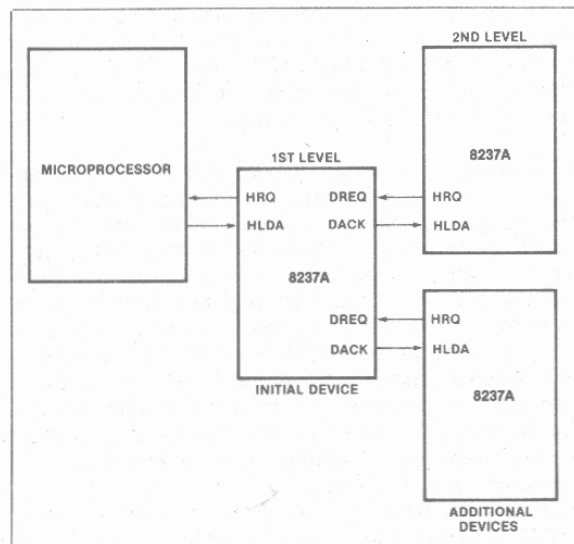 2ND LEVEL
8237A
HRQ
HLDA
MICROPROCESSOR
1ST LEVEL
HRQ DREQ
HLDA DACK
8237A
DREQ
DACK
INITIAL DEVICE
HRQ
HLDA
8237A
ADDITIONAL
DEVICES